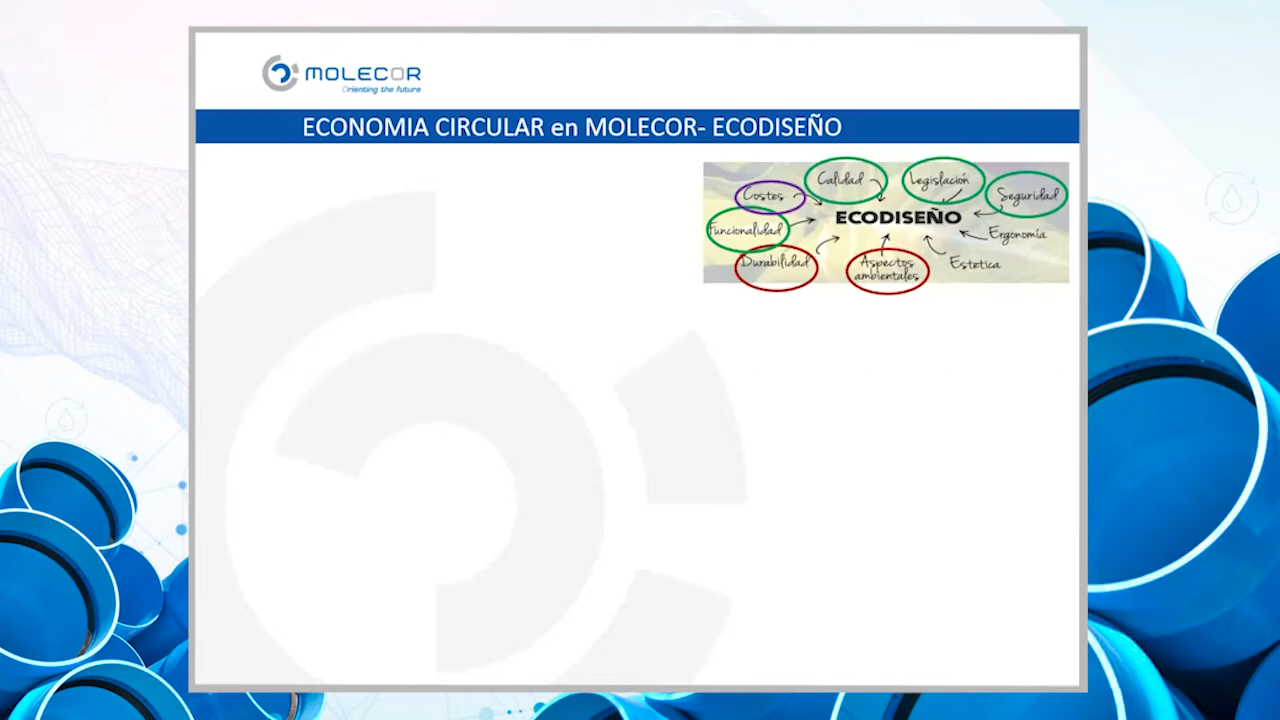 MOLECOR
Orienting the future
ECONOMIA CIRCULAR en MOLECOR- ECODISEÑO
Calidad
Legislación
Costes
Seguridad
ECODISEÑO
Funcionalidad
Ergonomía
Durabilidad
Aspectos
ambientales
Estetica